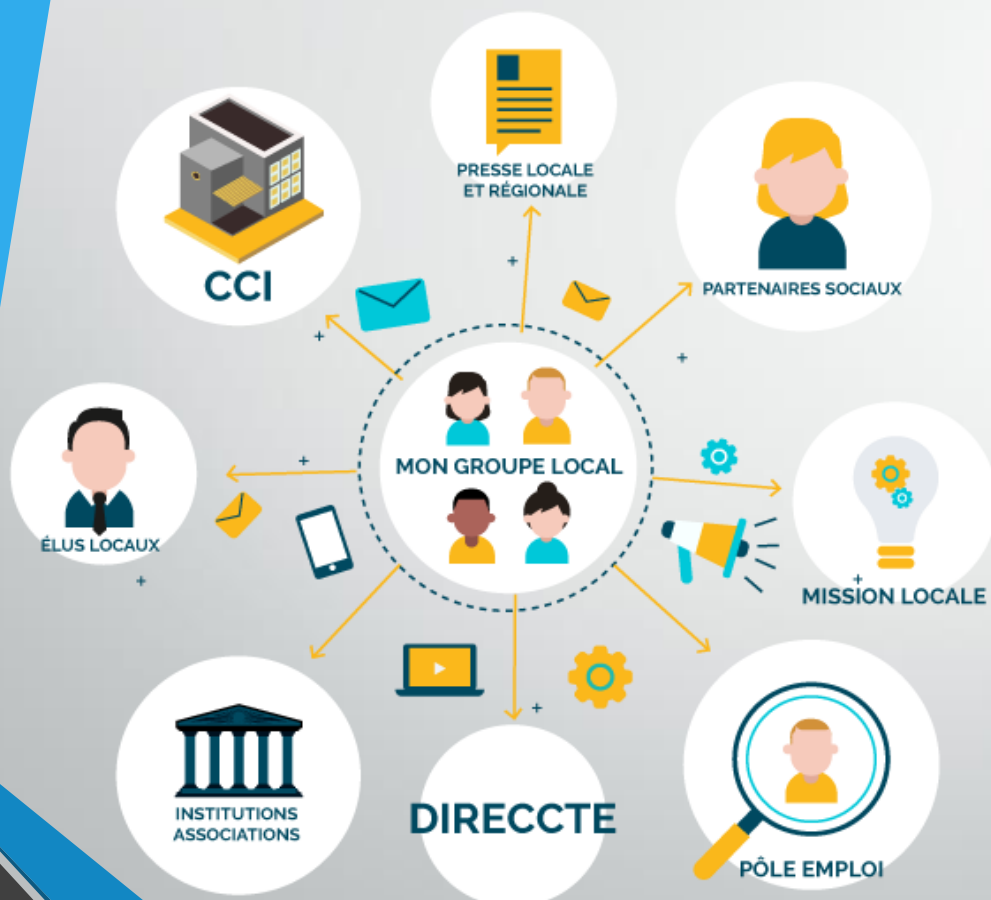 PRESSE LOCALE
ET RÉGIONALE
CCI
PARTENAIRES SOCIAUX
MON GROUPE LOCAL
ÉLUS LOCAUX
MISSION LOCALE
INSTITUTIONS
ASSOCIATIONS
DIRECCTE
PÔLE EMPLOI